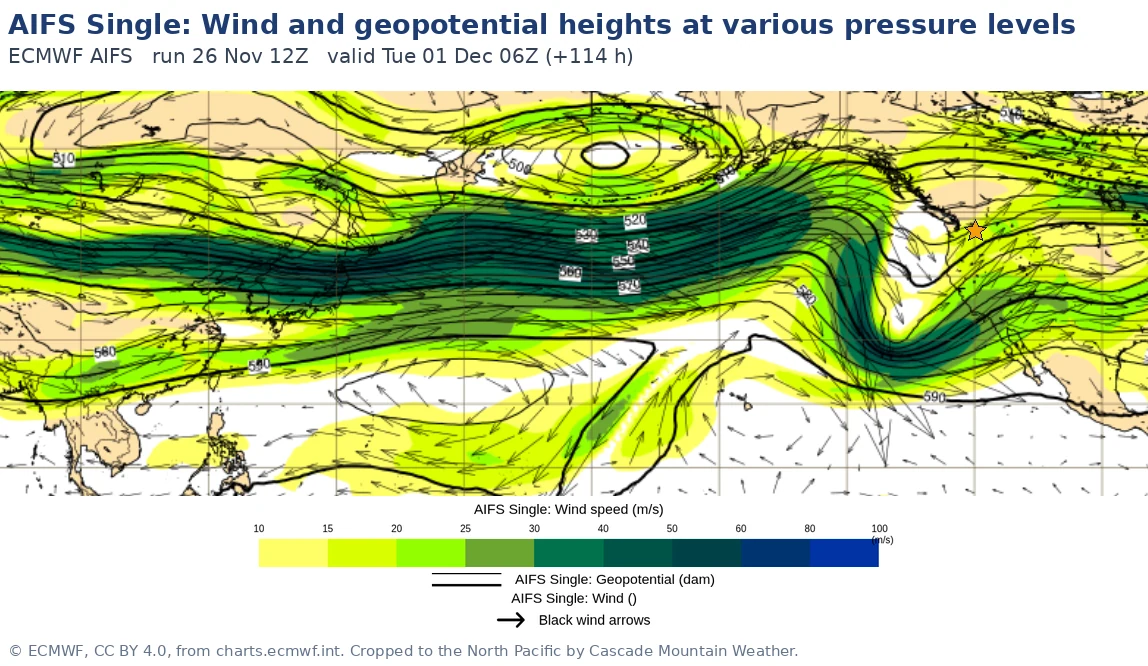 AIFS Single: Wind and geopotential heights at various pressure levels
ECMWF AIFS run 26 Nov 12Z valid Tue 01 Dec 06Z (+114 h)
510
500
520
530
540
550
560
570
580
580
590
590
AIFS Single: Wind speed (m/s)
10 15 20 25 30 40 50 60 80 100
(m/s)
AIFS Single: Geopotential (dam)
AIFS Single: Wind ()
Black wind arrows
© ECMWF, CC BY 4.0, from charts.ecmwf.int. Cropped to the North Pacific by Cascade Mountain Weather.